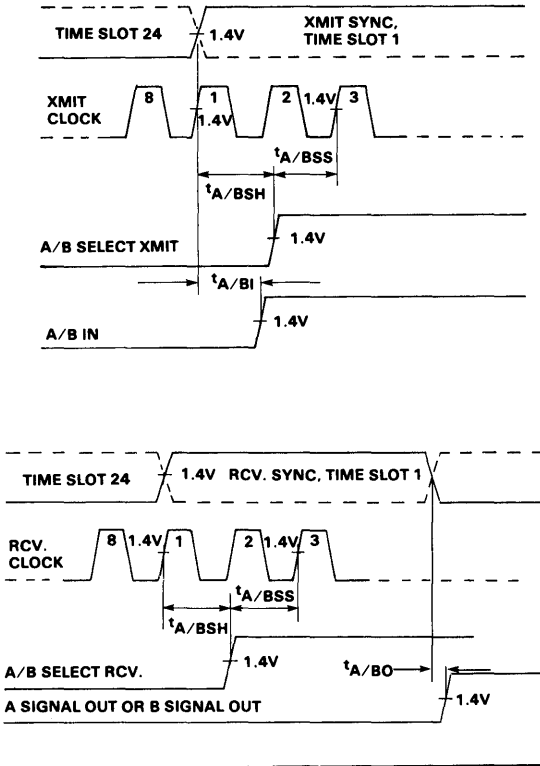 TIME SLOT 24
1.4V
XMIT SYNC,
TIME SLOT 1
XMIT
CLOCK
8
1
2
1.4V
3
1.4V
tA/BSS
tA/BSH
A/B SELECT XMIT
1.4V
tA/BI
A/B IN
1.4V
TIME SLOT 24
1.4V
RCV. SYNC, TIME SLOT 1
RCV.
CLOCK
8
1.4V
1
2
1.4V
3
tA/BSS
tA/BSH
A/B SELECT RCV.
1.4V
tA/BO
A SIGNAL OUT OR B SIGNAL OUT
1.4V